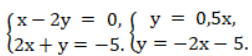 {x − 2y = 0, { y = 0,5x,
{2x + y = −5. {y = −2x − 5.